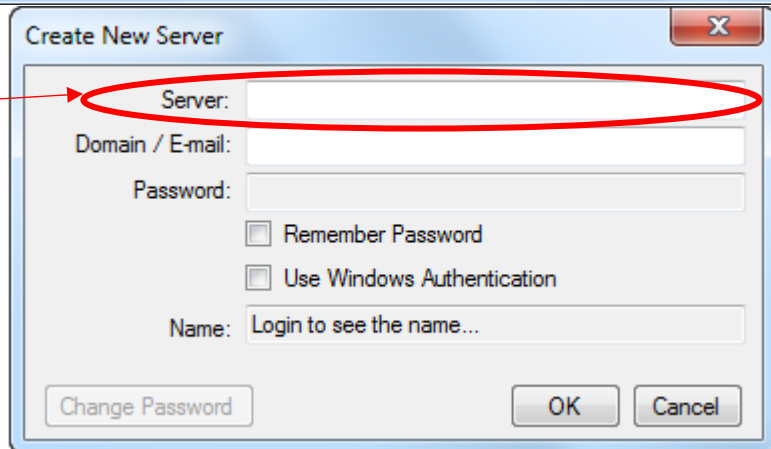 Create New Server
Server:
Domain / E-mail:
Password:
Remember Password
Use Windows Authentication
Name: Login to see the name...
Change Password OK Cancel